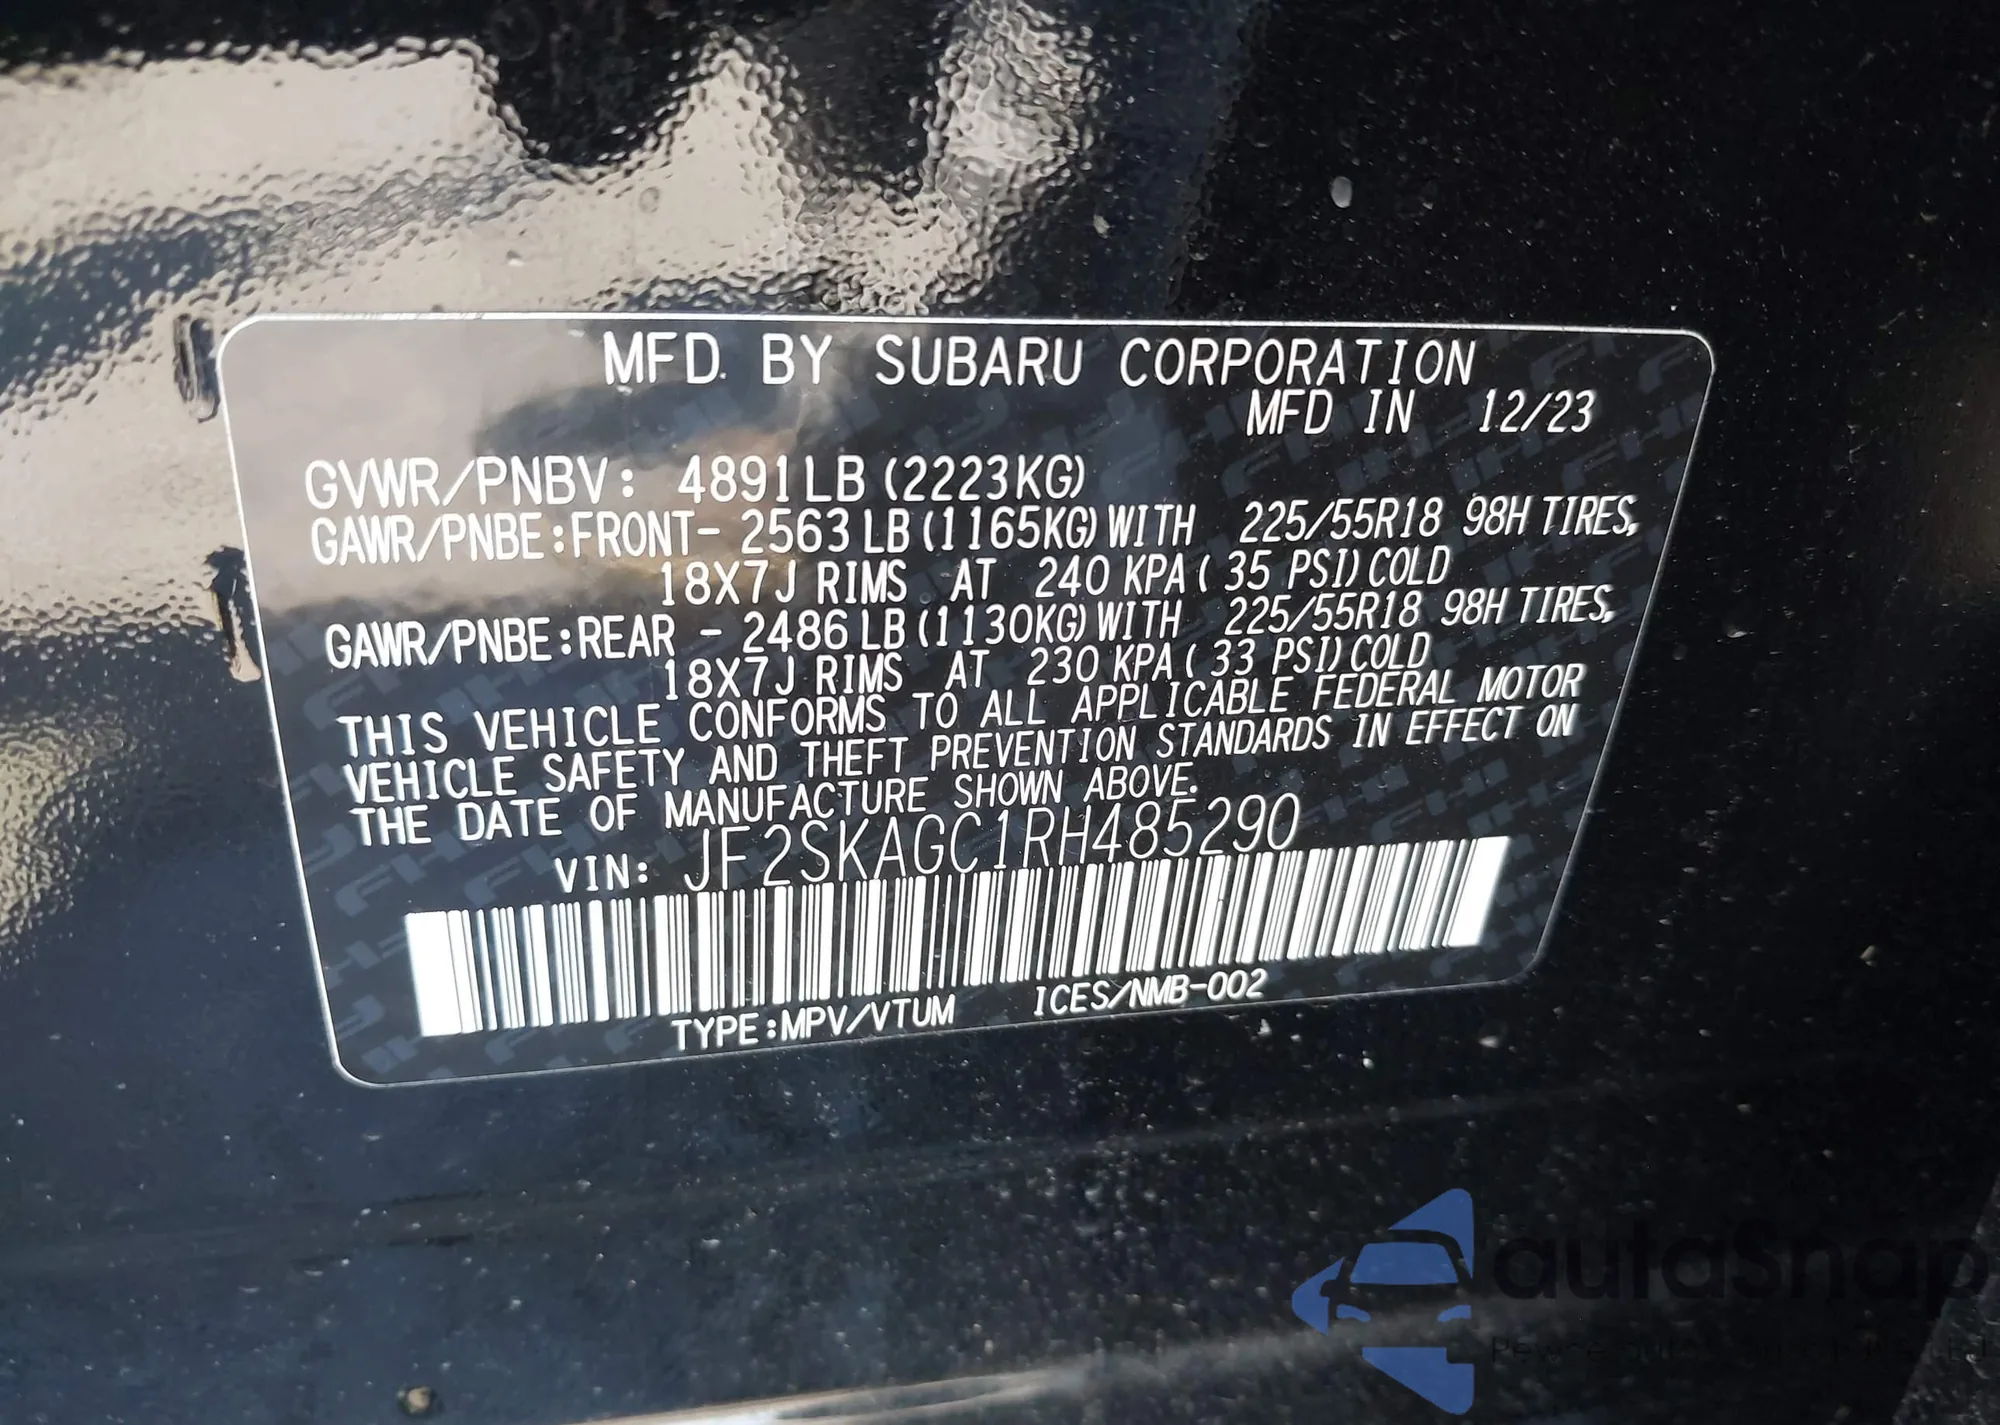 MFD. BY SUBARU CORPORATION
MFD IN 12/23
GVWR/PNBV: 4891LB (2223KG)
GAWR/PNBE:FRONT- 2563 LB (1165KG) WITH 225/55R18 98H TIRES,
18X7J RIMS AT 240 KPA ( 35 PSI) COLD
GAWR/PNBE:REAR - 2486 LB (1130KG) WITH 225/55R18 98H TIRES,
18X7J RIMS AT 230 KPA ( 33 PSI) COLD
THIS VEHICLE CONFORMS TO ALL APPLICABLE FEDERAL MOTOR
VEHICLE SAFETY AND THEFT PREVENTION STANDARDS IN EFFECT ON
THE DATE OF MANUFACTURE SHOWN ABOVE.
VIN: JF2SKAGC1RH485290
TYPE:MPV/VTUM ICES/NMB-002
autoSnap